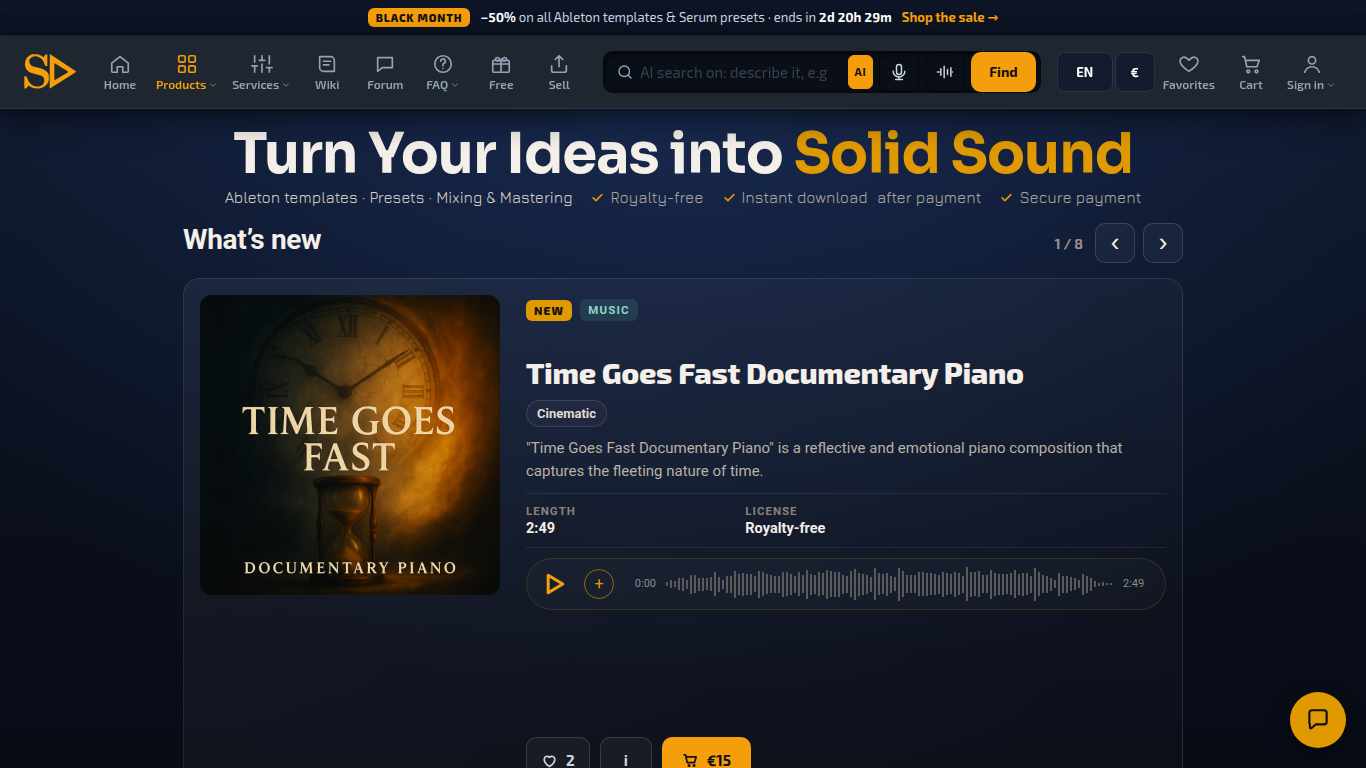 BLACK MONTH −50% on all Ableton templates & Serum presets · ends in 2d 20h 29m Shop the sale →
SD
Home
Products
Services
Wiki
Forum
FAQ
Free
Sell
AI search on: describe it, e.g
AI
Find
EN
€
Favorites
Cart
Sign in
Turn Your Ideas into Solid Sound
Ableton templates · Presets · Mixing & Mastering ✓ Royalty-free ✓ Instant download after payment ✓ Secure payment
What's new
1 / 8
TIME GOES
FAST
DOCUMENTARY PIANO
NEW MUSIC
Time Goes Fast Documentary Piano
Cinematic
"Time Goes Fast Documentary Piano" is a reflective and emotional piano composition that
captures the fleeting nature of time.
LENGTH LICENSE
2:49 Royalty-free
+ 0:00 2:49
2 i €15